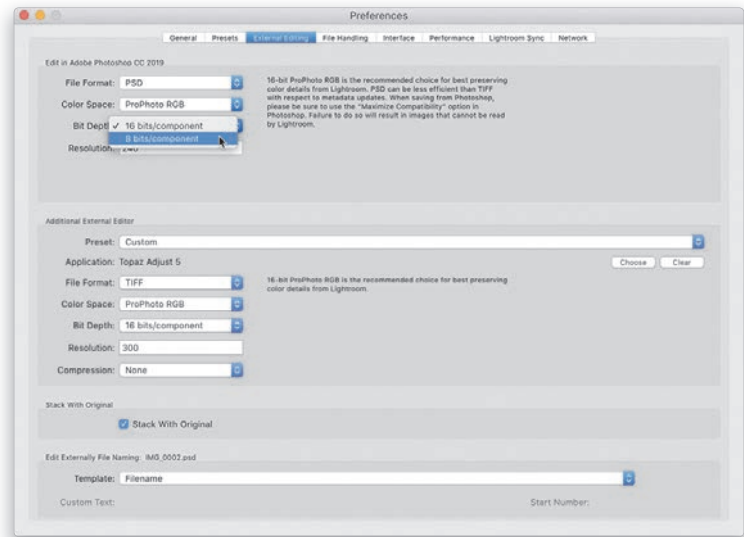 Preferences
General Presets External Editing File Handling Interface Performance Lightroom Sync Network
Edit in Adobe Photoshop CC 2019
File Format: PSD
Color Space: ProPhoto RGB
Bit Depth ✓ 16 bits/component
8 bits/component
Resolution: 240
16-bit ProPhoto RGB is the recommended choice for best preserving
color details from Lightroom. PSD can be less efficient than TIFF
with respect to metadata updates. When saving from Photoshop,
please be sure to use the "Maximize Compatibility" option in
Photoshop. Failure to do so will result in images that cannot be read
by Lightroom.
Additional External Editor
Preset: Custom
Application: Topaz Adjust 5
Choose Clear
File Format: TIFF
Color Space: ProPhoto RGB
Bit Depth: 16 bits/component
Resolution: 300
Compression: None
16-bit ProPhoto RGB is the recommended choice for best preserving
color details from Lightroom.
Stack With Original
Stack With Original
Edit Externally File Naming: IMG_0002.psd
Template: Filename
Custom Text: Start Number: